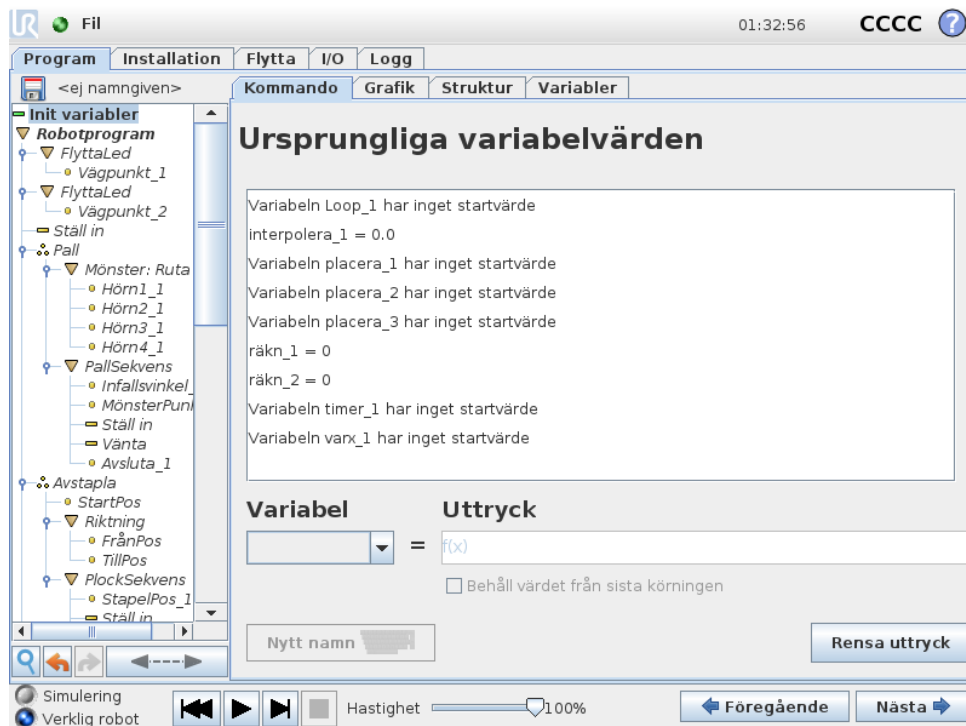 UR Fil 01:32:56 CCCC ?
Program Installation Flytta I/O Logg
<ej namngiven>
Init variabler
Robotprogram
FlyttaLed
Vägpunkt_1
FlyttaLed
Vägpunkt_2
Ställ in
Pall
Mönster: Ruta
Hörn1_1
Hörn2_1
Hörn3_1
Hörn4_1
PallSekvens
Infallsvinkel_
MönsterPunl
Ställ in
Vänta
Avsluta_1
Avstapla
StartPos
Riktning
FrånPos
TillPos
PlockSekvens
StapelPos_1
Ställ in
Kommando Grafik Struktur Variabler
Ursprungliga variabelvärden
Variabeln Loop_1 har inget startvärde
interpolera_1 = 0.0
Variabeln placera_1 har inget startvärde
Variabeln placera_2 har inget startvärde
Variabeln placera_3 har inget startvärde
räkn_1 = 0
räkn_2 = 0
Variabeln timer_1 har inget startvärde
Variabeln varx_1 har inget startvärde
Variabel Uttryck
= f(x)
Behåll värdet från sista körningen
Nytt namn Rensa uttryck
Simulering
Verklig robot
Hastighet 100%
Föregående Nästa